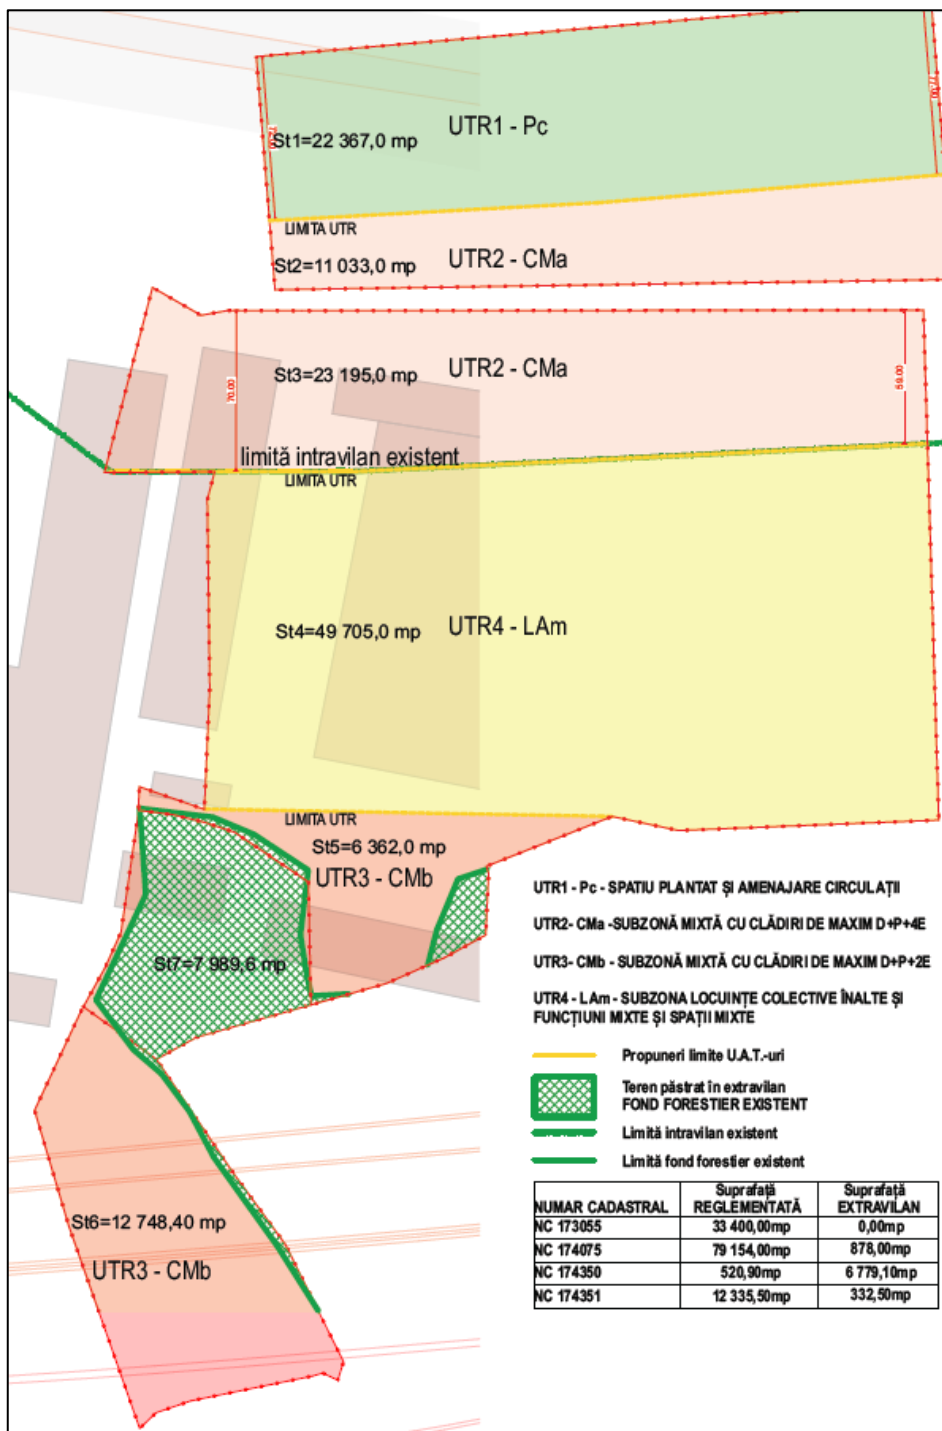 UTR1 - Pc
St1=22 367,0 mp
77.00
LIMITA UTR
UTR2 - CMa
St2=11 033,0 mp
UTR2 - CMa
St3=23 195,0 mp
70.00
59.00
limită intravilan existent
LIMITA UTR
UTR4 - LAm
St4=49 705,0 mp
LIMITA UTR
St5=6 362,0 mp
UTR3 - CMb
St7=7 989,6 mp
St6=12 748,40 mp
UTR3 - CMb
UTR1 - Pc - SPATIU PLANTAT ȘI AMENAJARE CIRCULAȚII
UTR2- CMa -SUBZONĂ MIXTĂ CU CLĂDIRI DE MAXIM D+P+4E
UTR3- CMb - SUBZONĂ MIXTĂ CU CLĂDIRI DE MAXIM D+P+2E
UTR4 - LAm - SUBZONA LOCUINȚE COLECTIVE ÎNALTE ȘI
FUNCȚIUNI MIXTE ȘI SPAȚII MIXTE
Propuneri limite U.A.T.-uri
Teren păstrat în extravilan
FOND FORESTIER EXISTENT
Limită intravilan existent
Limită fond forestier existent
NUMAR CADASTRAL Suprafață REGLEMENTATĂ Suprafață EXTRAVILAN
NC 173055 33 400,00mp 0,00mp
NC 174075 79 154,00mp 878,00mp
NC 174350 520,90mp 6 779,10mp
NC 174351 12 335,50mp 332,50mp